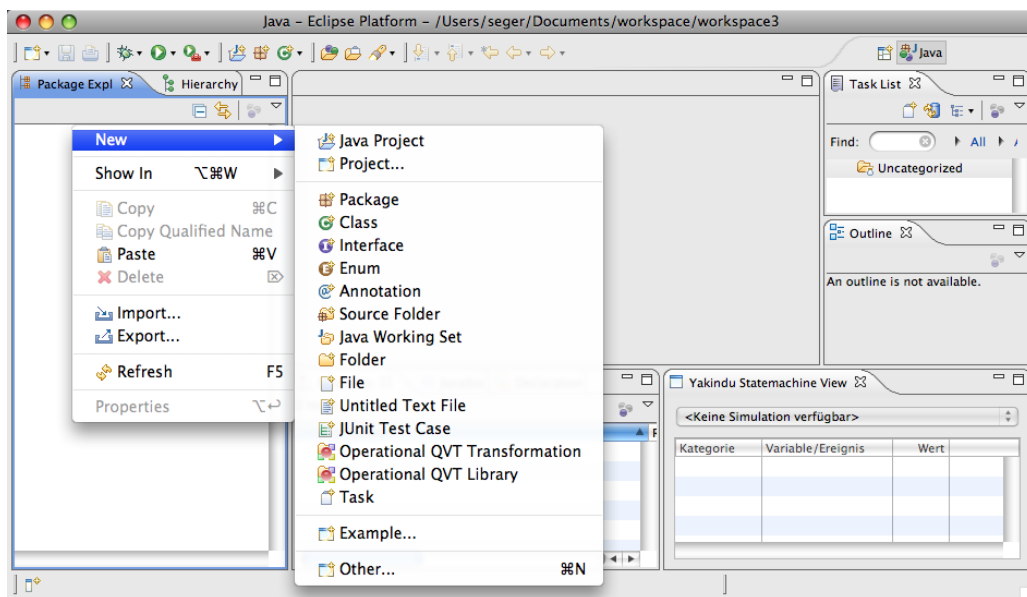 Java – Eclipse Platform – /Users/seger/Documents/workspace/workspace3
Java
Package Expl
Hierarchy
Task List
New
Show In ⌥⌘W
Copy ⌘C
Copy Qualified Name
Paste ⌘V
Delete ⌦
Import...
Export...
Refresh F5
Properties ⌥↩
Java Project
Project...
Package
Class
Interface
Enum
Annotation
Source Folder
Java Working Set
Folder
File
Untitled Text File
JUnit Test Case
Operational QVT Transformation
Operational QVT Library
Task
Example...
Other... ⌘N
Find: All
Uncategorized
Outline
An outline is not available.
Yakindu Statemachine View
<Keine Simulation verfügbar>
Kategorie Variable/Ereignis Wert